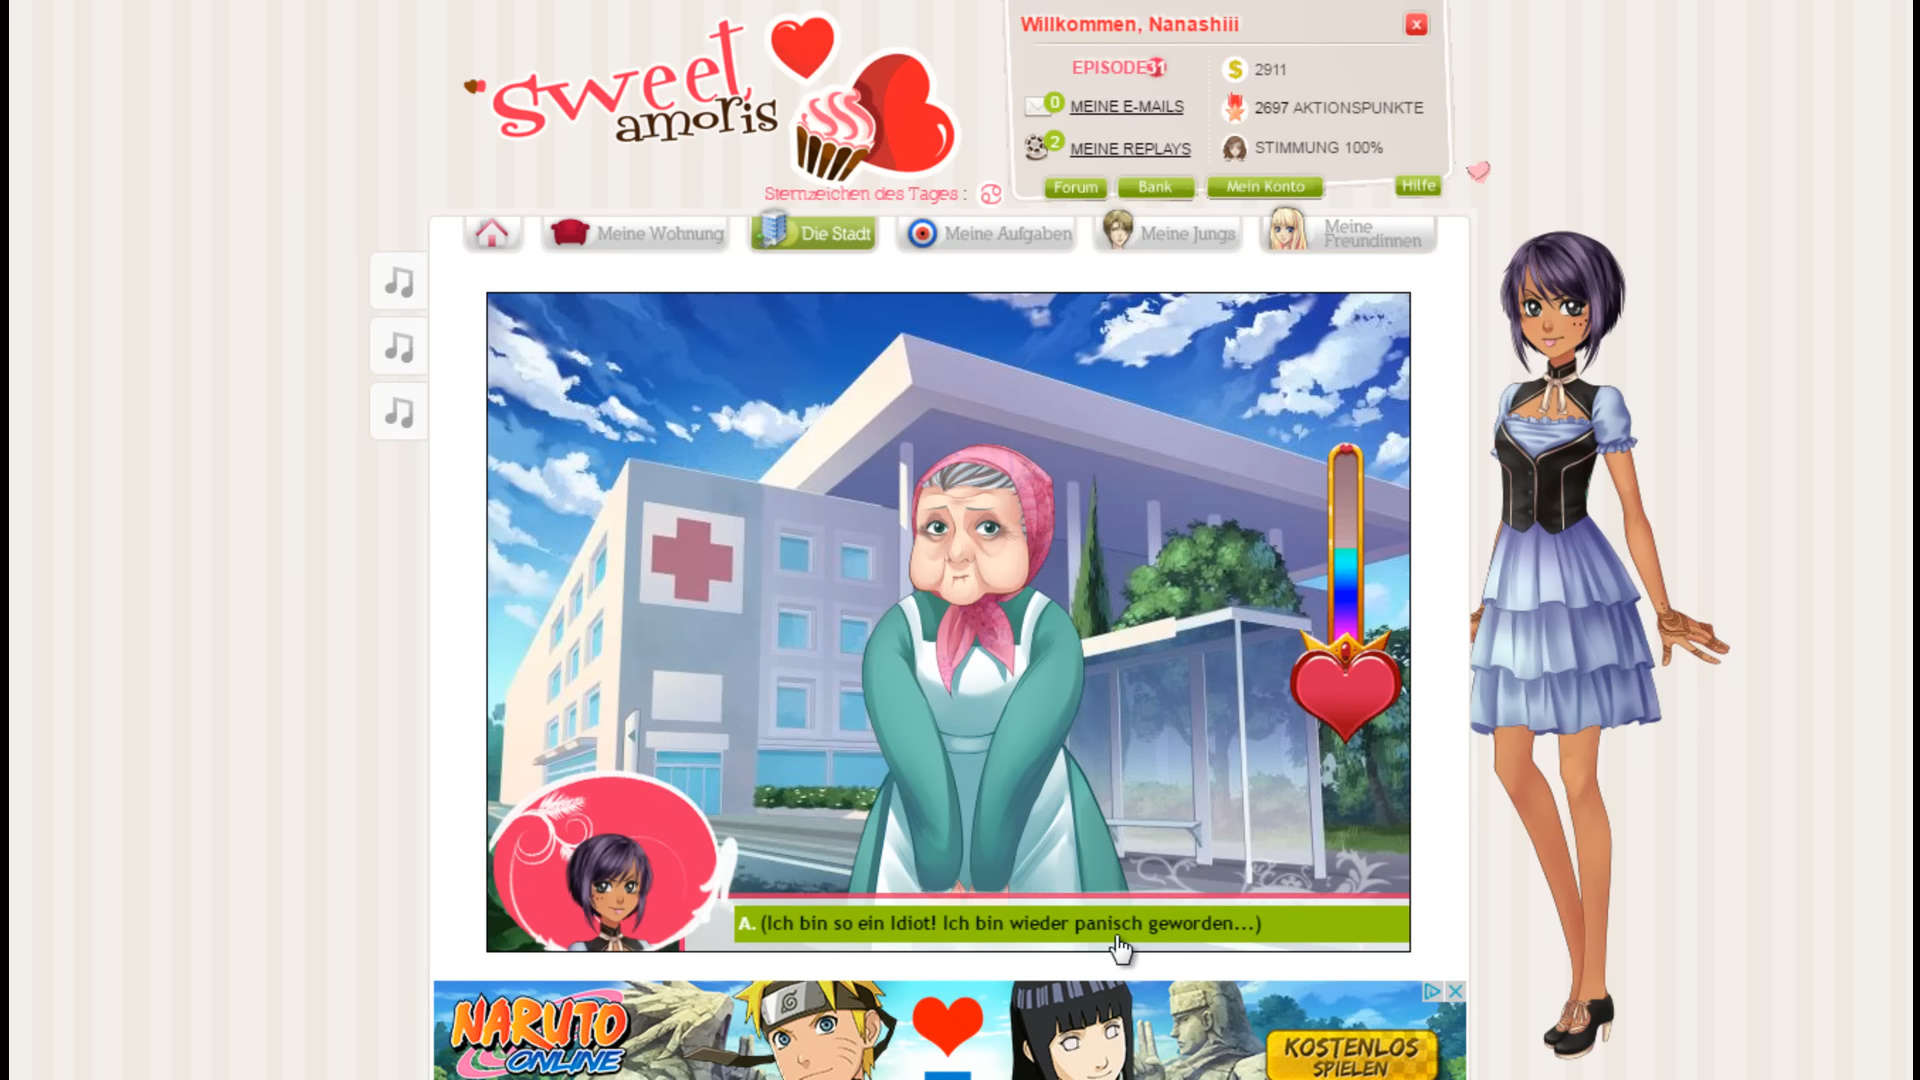 sweet
amoris
Willkommen, Nanashiii
x
EPISODE 31
2911
0 MEINE E-MAILS
2697 AKTIONSPUNKTE
2 MEINE REPLAYS
STIMMUNG 100%
Sternzeichen des Tages :
Forum
Bank
Mein Konto
Hilfe
Meine Wohnung
Die Stadt
Meine Aufgaben
Meine Jungs
Meine
Freundinnen
A. (Ich bin so ein Idiot! Ich bin wieder panisch geworden...)
NARUTO
ONLINE
KOSTENLOS
SPIELEN